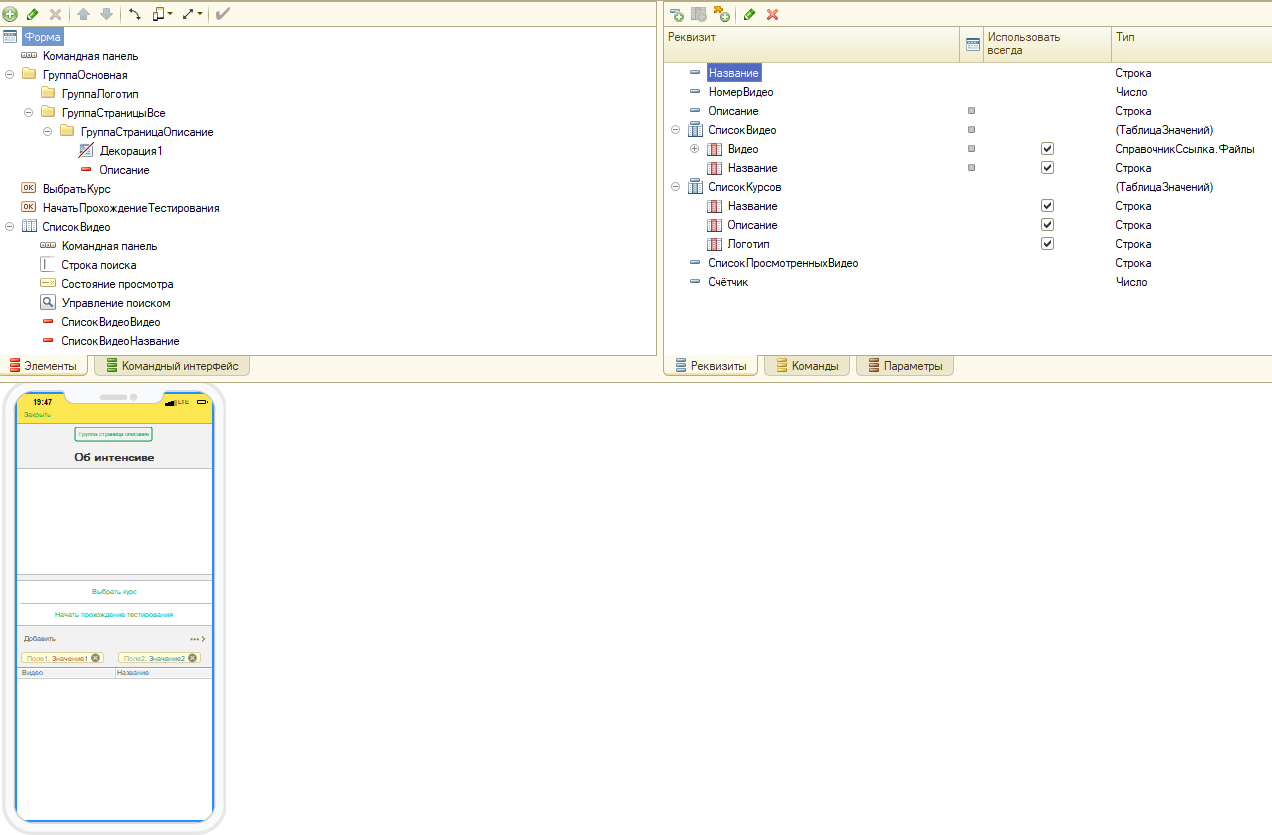 Форма
Командная панель
ГруппаОсновная
ГруппаЛоготип
ГруппаСтраницыВсе
ГруппаСтраницаОписание
Декорация1
Описание
ВыбратьКурс
НачатьПрохождениеТестирования
СписокВидео
Командная панель
Строка поиска
Состояние просмотра
Управление поиском
СписокВидеоВидео
СписокВидеоНазвание
Элементы
Командный интерфейс
Реквизит Использовать всегда Тип
Название Строка
НомерВидео Число
Описание Строка
СписокВидео (ТаблицаЗначений)
Видео СправочникСсылка.Файлы
Название Строка
СписокКурсов (ТаблицаЗначений)
Название Строка
Описание Строка
Логотип Строка
СписокПросмотренныхВидео Строка
Счётчик Число
Реквизиты
Команды
Параметры
19:47 LTE
Закрыть
Группа страница описание
Об интенсиве
Выбрать курс
Начать прохождение тестирования
Добавить
Поле1: Значение1 Поле2: Значение2
Видео Название